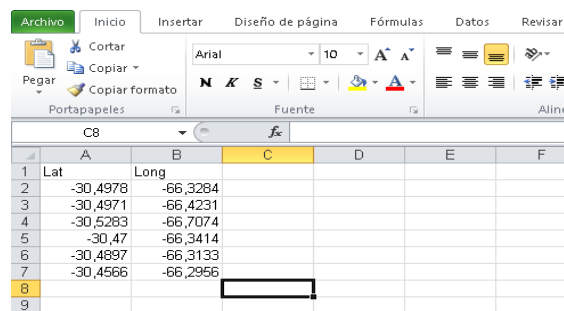 Archivo Inicio Insertar Diseño de página Fórmulas Datos Revisar
Cortar
Copiar
Copiar formato
Pegar
Portapapeles
Arial 10 A A
N K S A
Fuente
Aline
C8 fx
A B C D E F
1 Lat Long
2 -30,4978 -66,3284
3 -30,4971 -66,4231
4 -30,5283 -66,7074
5 -30,47 -66,3414
6 -30,4897 -66,3133
7 -30,4566 -66,2956
8
9